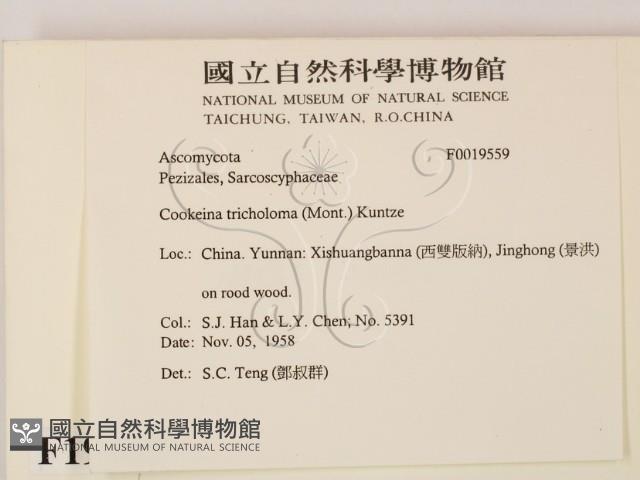 國立自然科學博物館
NATIONAL MUSEUM OF NATURAL SCIENCE
TAICHUNG, TAIWAN, R.O.CHINA
Ascomycota F0019559
Pezizales, Sarcoscyphaceae
Cookeina tricholoma (Mont.) Kuntze
Loc.: China. Yunnan: Xishuangbanna (西雙版納), Jinghong (景洪)
on rood wood.
Col.: S.J. Han & L.Y. Chen; No. 5391
Date: Nov. 05, 1958
Det.: S.C. Teng (鄧叔群)
國立自然科學博物館
NATIONAL MUSEUM OF NATURAL SCIENCE